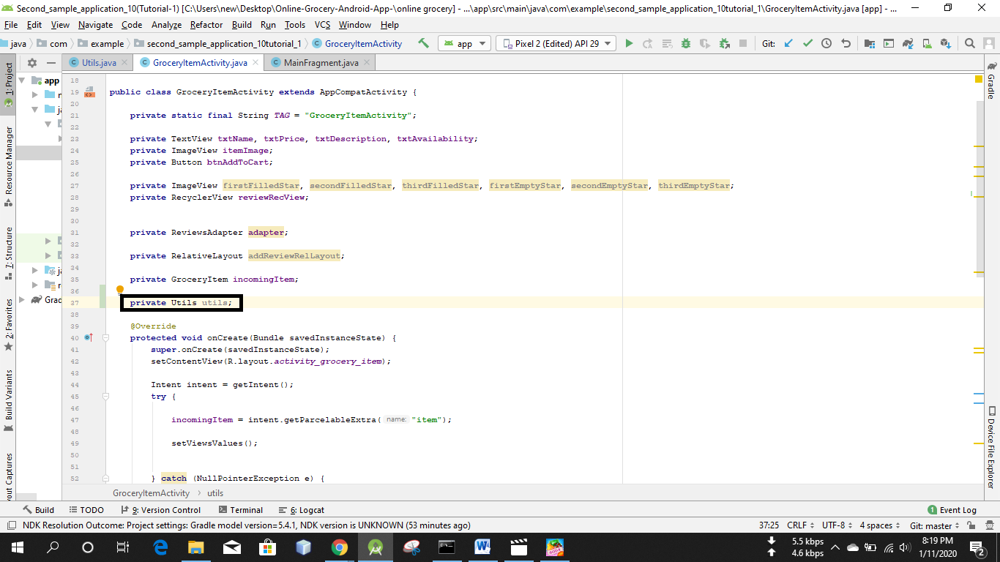 Second_sample_application_10(Tutorial-1) [C:\Users\new\Desktop\Online-Grocery-Android-App-\online grocery] - ...\app\src\main\java\com\example\second_sample_application_10tutorial_1\GroceryItemActivity.java [app] - ...
File Edit View Navigate Code Analyze Refactor Build Run Tools VCS Window Help
java com example second_sample_application_10tutorial_1 GroceryItemActivity app Pixel 2 (Edited) API 29 Git:
Utils.java GroceryItemActivity.java MainFragment.java
1: Project
Resource Manager
7: Structure
2: Favorites
Build Variants
out Captures
app
Grac
18
19 public class GroceryItemActivity extends AppCompatActivity {
20
21 private static final String TAG = "GroceryItemActivity";
22
23 private TextView txtName, txtPrice, txtDescription, txtAvailability;
24 private ImageView itemImage;
25 private Button btnAddToCart;
26
27 private ImageView firstFilledStar, secondFilledStar, thirdFilledStar, firstEmptyStar, secondEmptyStar, thirdEmptyStar;
28 private RecyclerView reviewRecView;
29
30
31 private ReviewsAdapter adapter;
32
33 private RelativeLayout addReviewRelLayout;
34
35 private GroceryItem incomingItem;
36
37 private Utils utils;
38
39 @Override
40 protected void onCreate(Bundle savedInstanceState) {
41 super.onCreate(savedInstanceState);
42 setContentView(R.layout.activity_grocery_item);
43
44 Intent intent = getIntent();
45 try {
46
47 incomingItem = intent.getParcelableExtra( name: "item");
48
49 setViewsValues();
50
51
52 } catch (NullPointerException e) {
Gradle
Device File Explorer
GroceryItemActivity utils
Build TODO 9: Version Control Terminal 6: Logcat 1 Event Log
NDK Resolution Outcome: Project settings: Gradle model version=5.4.1, NDK version is UNKNOWN (53 minutes ago) 37:25 CRLF UTF-8 4 spaces Git: master
5.5 kbps
4.6 kbps
8:19 PM
1/11/2020
2